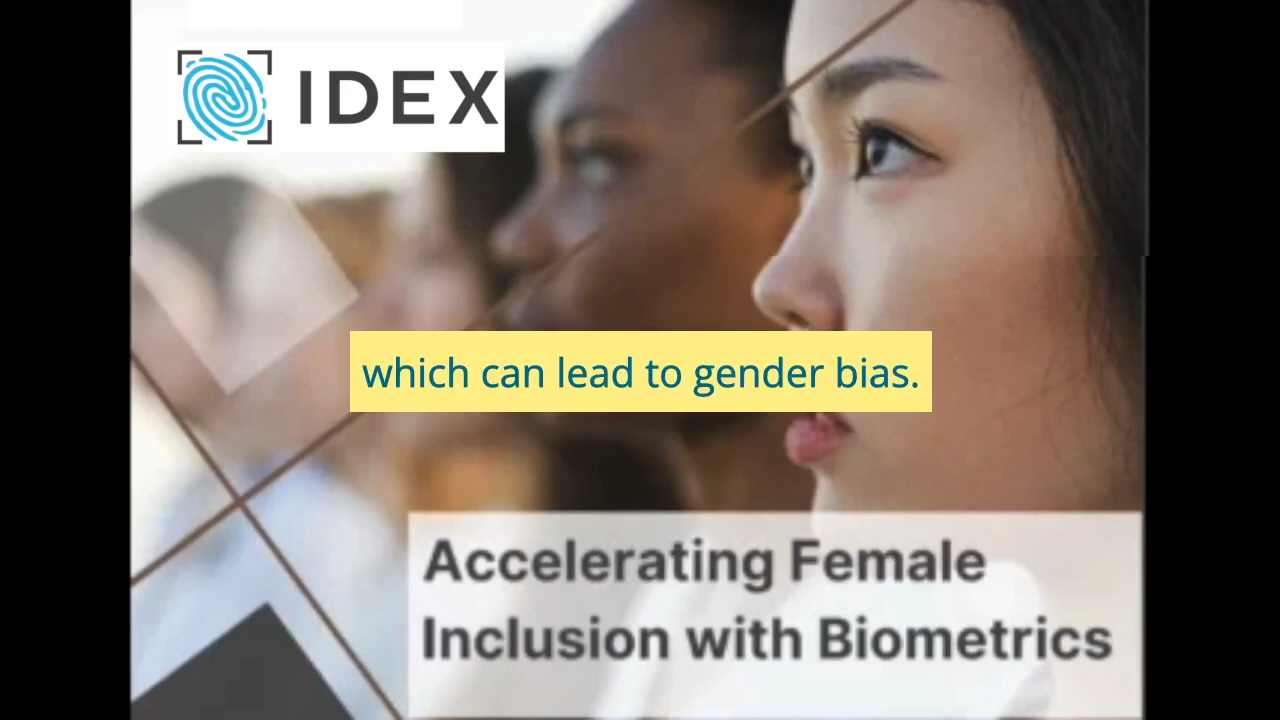 IDEX
which can lead to gender bias.
Accelerating Female
Inclusion with Biometrics